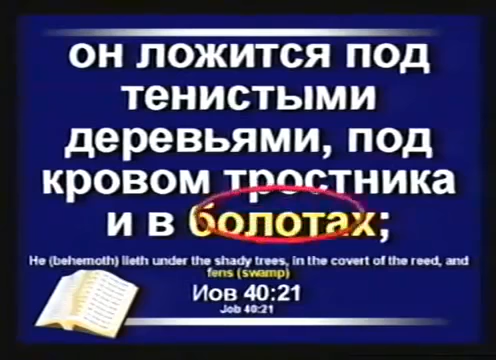 он ложится под
тенистыми
деревьями, под
кровом тростника
и в болотах;
He (behemoth) lieth under the shady trees, in the covert of the reed, and
fens (swamp)
Иов 40:21
Job 40:21